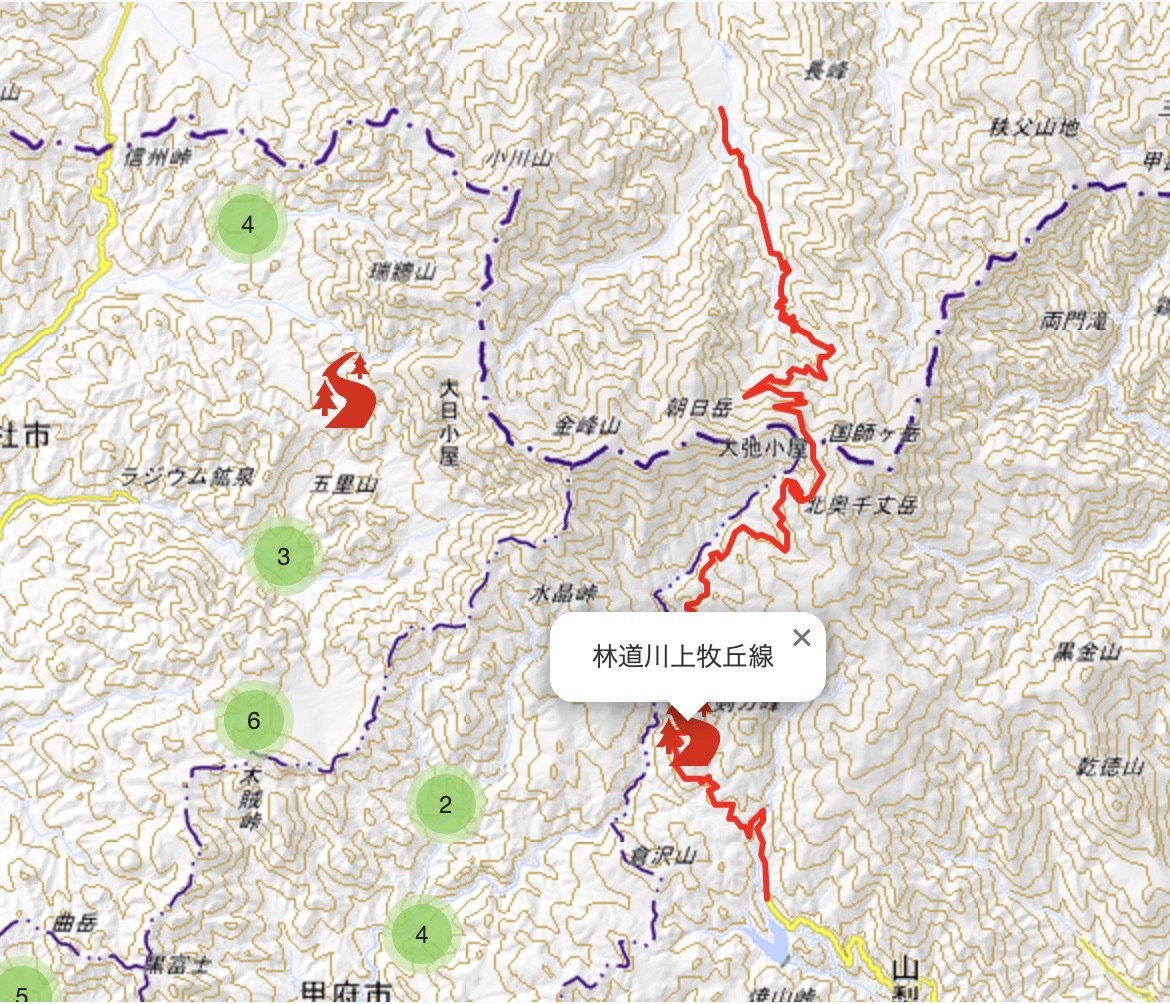 山
長峰
秩父山地
信州峠
小川山
4
瑞牆山
両門滝
大日小屋
朝日岳
金峰山
国師ヶ岳
大弛小屋
社市
ラジウム鉱泉
五里山
北奥千丈岳
3
水晶峠
林道川上牧丘線
×
黒金山
6
乾徳山
木賊峠
2
倉沢山
曲岳
4
黒富士
山梨
5
甲府市
焼山峠